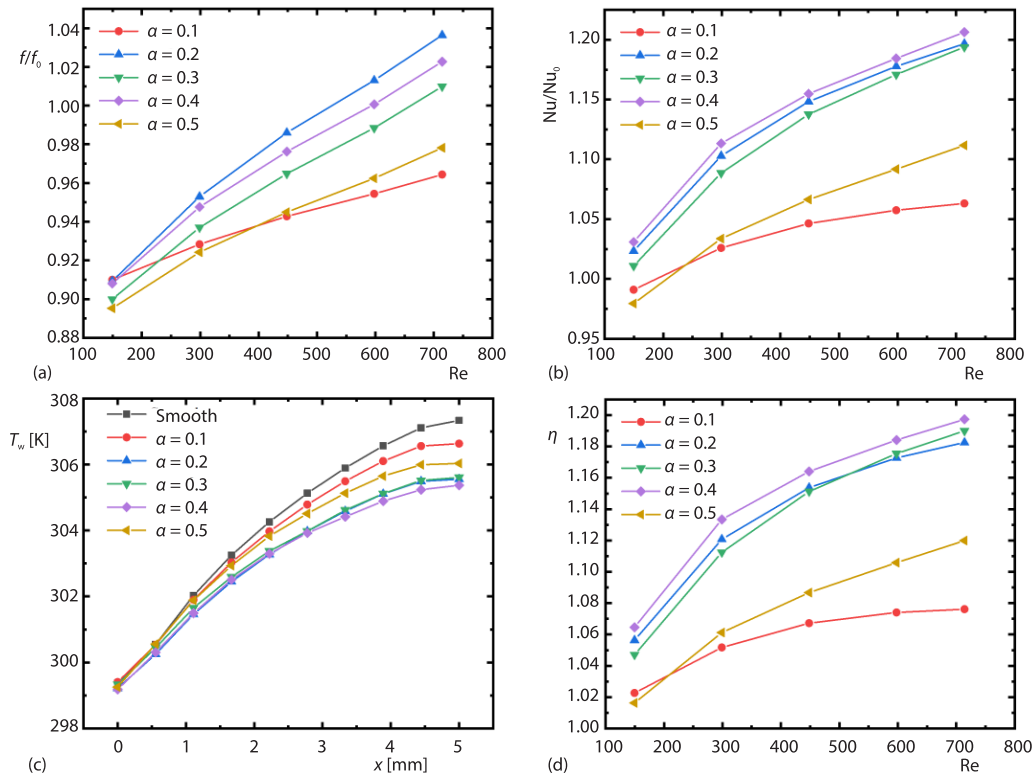 1.04
f/f₀
1.02
1.00
0.98
0.96
0.94
0.92
0.90
0.88
α = 0.1
α = 0.2
α = 0.3
α = 0.4
α = 0.5
100 200 300 400 500 600 700 800
(a) Re
Nu/Nu₀
1.20
1.15
1.10
1.05
1.00
0.95
α = 0.1
α = 0.2
α = 0.3
α = 0.4
α = 0.5
100 200 300 400 500 600 700 800
(b) Re
308
T_w [K]
306
304
302
300
298
Smooth
α = 0.1
α = 0.2
α = 0.3
α = 0.4
α = 0.5
0 1 2 3 4 5
(c) x [mm]
1.20
η
1.18
1.16
1.14
1.12
1.10
1.08
1.06
1.04
1.02
1.00
α = 0.1
α = 0.2
α = 0.3
α = 0.4
α = 0.5
100 200 300 400 500 600 700 800
(d) Re